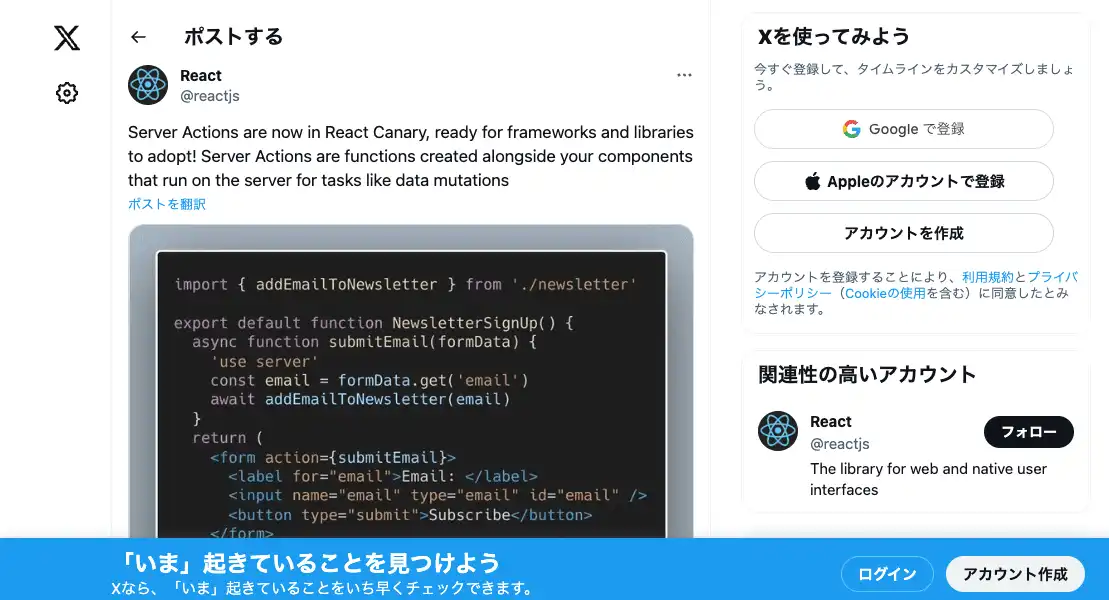 ポストする
React
@reactjs
Server Actions are now in React Canary, ready for frameworks and libraries
to adopt! Server Actions are functions created alongside your components
that run on the server for tasks like data mutations
ポストを翻訳
import { addEmailToNewsletter } from './newsletter'
export default function NewsletterSignUp() {
async function submitEmail(formData) {
'use server'
const email = formData.get('email')
await addEmailToNewsletter(email)
}
return (
<form action={submitEmail}>
<label for="email">Email: </label>
<input name="email" type="email" id="email" />
<button type="submit">Subscribe</button>
</form>
Xを使ってみよう
今すぐ登録して、タイムラインをカスタマイズしましょ
う。
Google で登録
Appleのアカウントで登録
アカウントを作成
アカウントを登録することにより、利用規約とプライバ
シーポリシー（Cookieの使用を含む）に同意したとみ
なされます。
関連性の高いアカウント
React
@reactjs
フォロー
The library for web and native user
interfaces
「いま」起きていることを見つけよう
Xなら、「いま」起きていることをいち早くチェックできます。
ログイン
アカウント作成